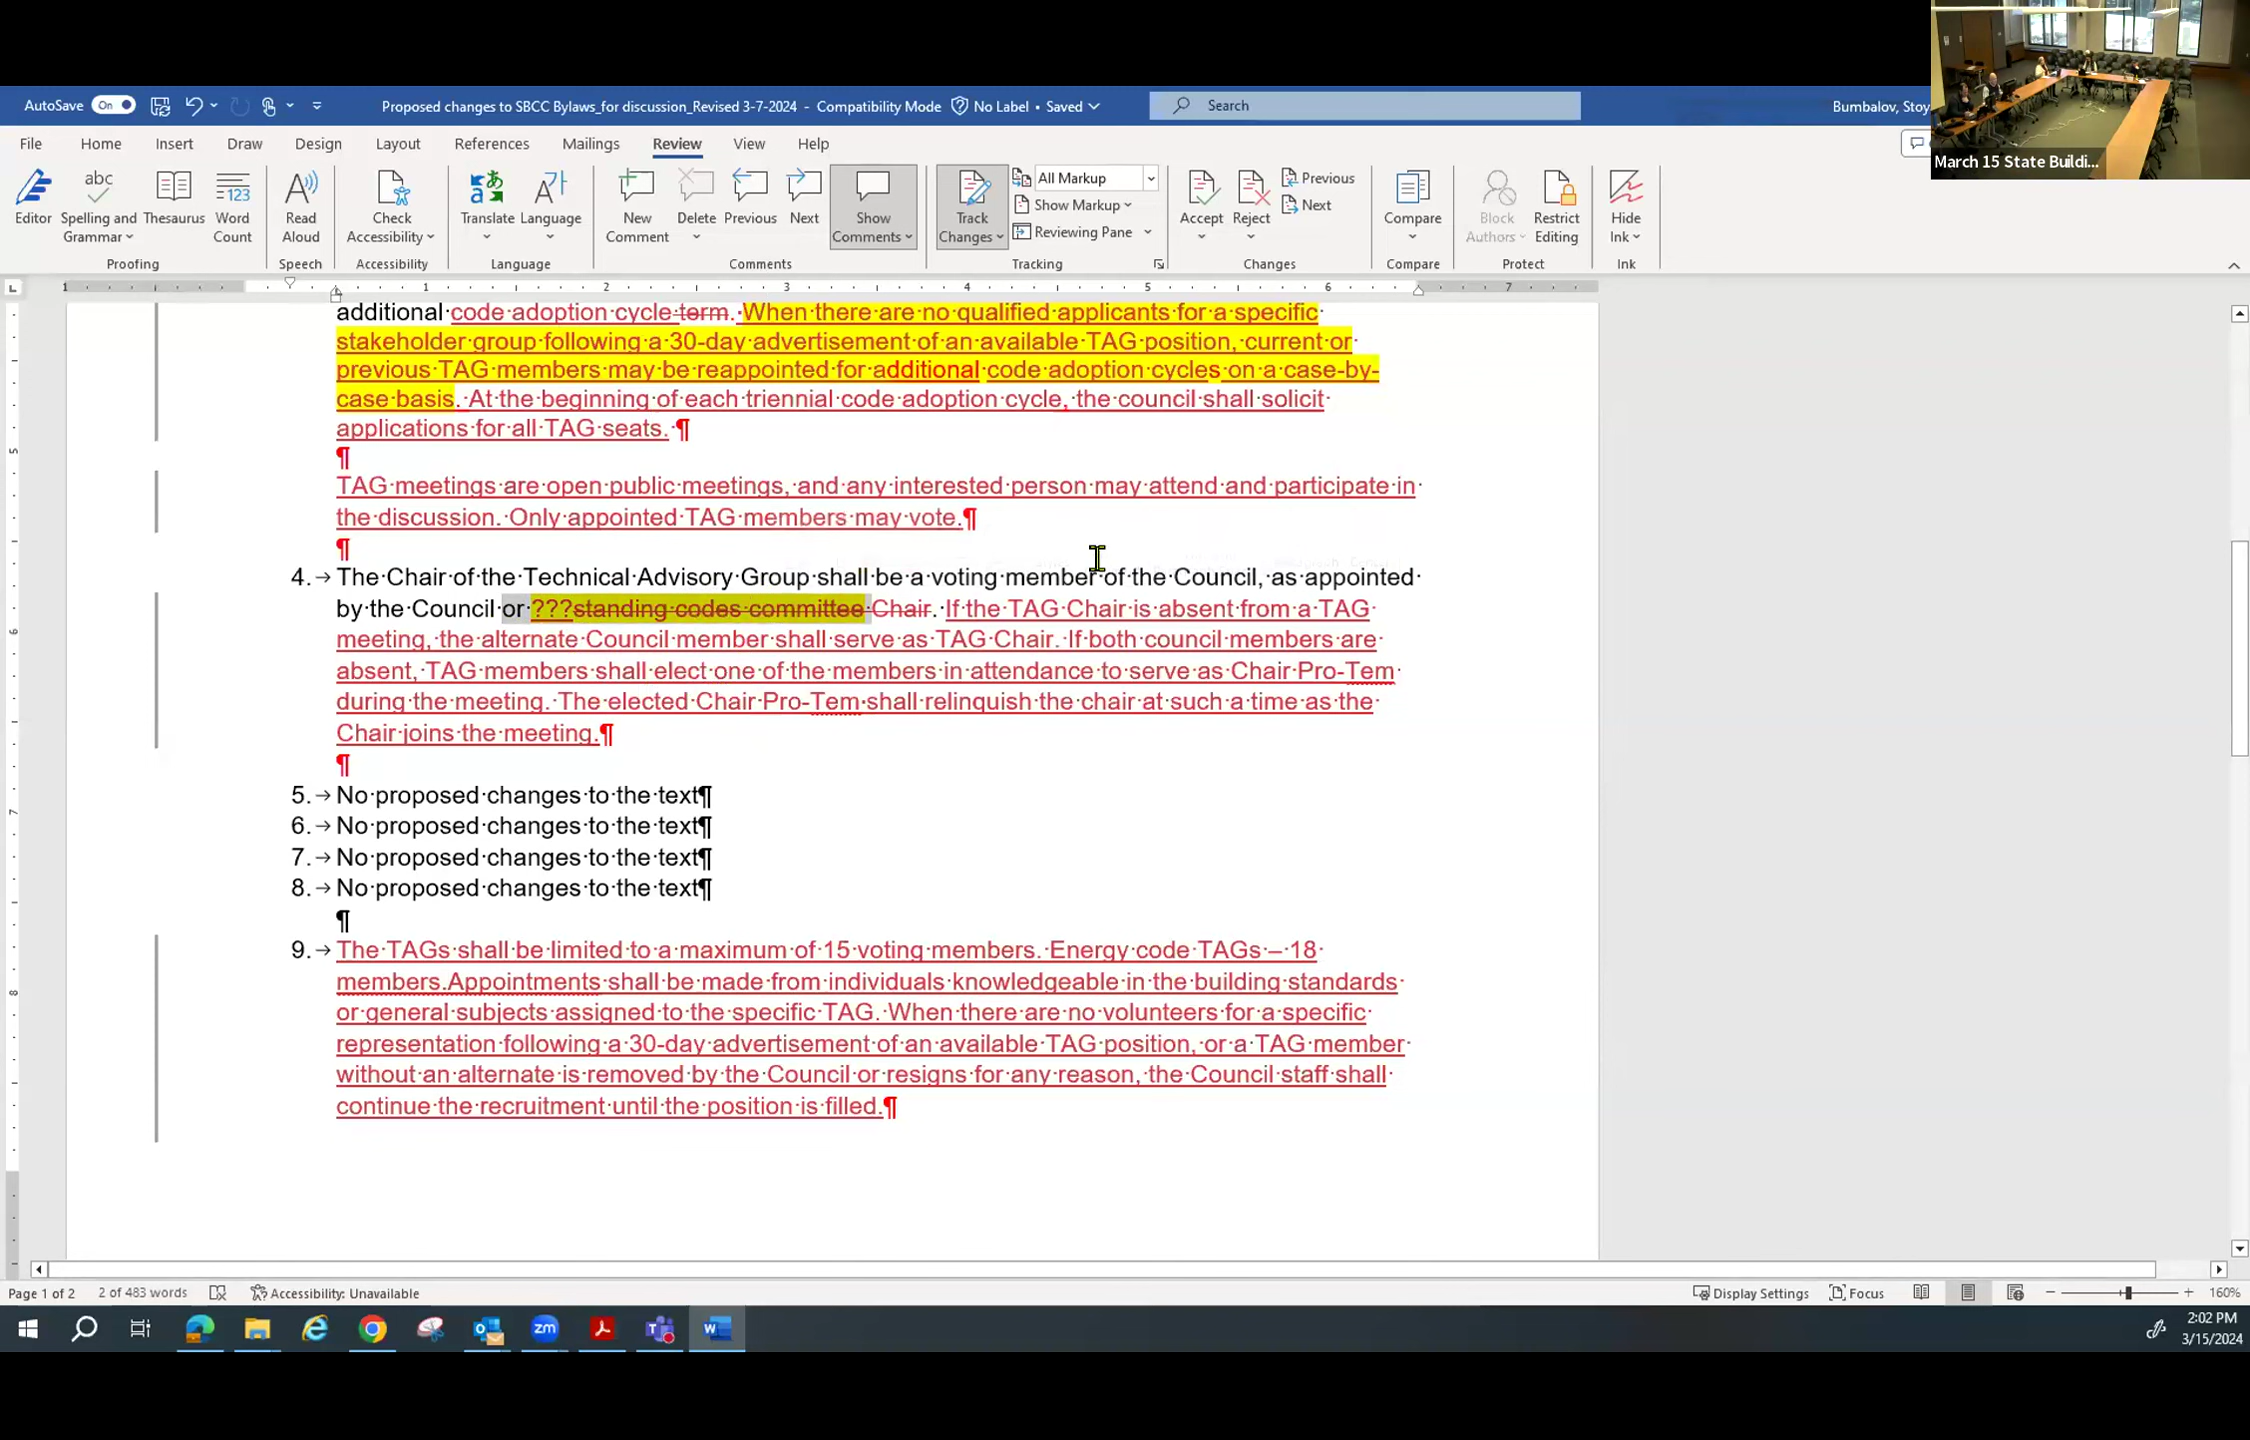 AutoSave On Proposed changes to SBCC Bylaws_for discussion_Revised 3-7-2024 - Compatibility Mode No Label • Saved Search Bumbalov, Stoy
March 15 State Buildi...
File Home Insert Draw Design Layout References Mailings Review View Help
Editor
abc
Spelling and Grammar
Thesaurus
123
Word Count
Read Aloud
Check Accessibility
Translate
Language
New Comment
Delete
Previous
Next
Show Comments
Track Changes
All Markup
Show Markup
Reviewing Pane
Accept
Reject
Previous
Next
Compare
Block Authors
Restrict Editing
Hide Ink
Proofing Speech Accessibility Language Comments Tracking Changes Compare Protect Ink
1 1 2 3 4 5 6 7
additional code adoption cycle term. When there are no qualified applicants for a specific
stakeholder group following a 30-day advertisement of an available TAG position, current or
previous TAG members may be reappointed for additional code adoption cycles on a case-by-
case basis. At the beginning of each triennial code adoption cycle, the council shall solicit
applications for all TAG seats. ¶
¶
TAG meetings are open public meetings, and any interested person may attend and participate in
the discussion. Only appointed TAG members may vote.¶
¶
4.→The Chair of the Technical Advisory Group shall be a voting member of the Council, as appointed
by the Council or ???standing codes committee Chair. If the TAG Chair is absent from a TAG
meeting, the alternate Council member shall serve as TAG Chair. If both council members are
absent, TAG members shall elect one of the members in attendance to serve as Chair Pro-Tem
during the meeting. The elected Chair Pro-Tem shall relinquish the chair at such a time as the
Chair joins the meeting.¶
¶
5.→No proposed changes to the text¶
6.→No proposed changes to the text¶
7.→No proposed changes to the text¶
8.→No proposed changes to the text¶
¶
9.→The TAGs shall be limited to a maximum of 15 voting members. Energy code TAGs – 18
members.Appointments shall be made from individuals knowledgeable in the building standards
or general subjects assigned to the specific TAG. When there are no volunteers for a specific
representation following a 30-day advertisement of an available TAG position, or a TAG member
without an alternate is removed by the Council or resigns for any reason, the Council staff shall
continue the recruitment until the position is filled.¶
5
6
7
8
Page 1 of 2 2 of 483 words Accessibility: Unavailable Display Settings Focus 160%
zm
2:02 PM
3/15/2024